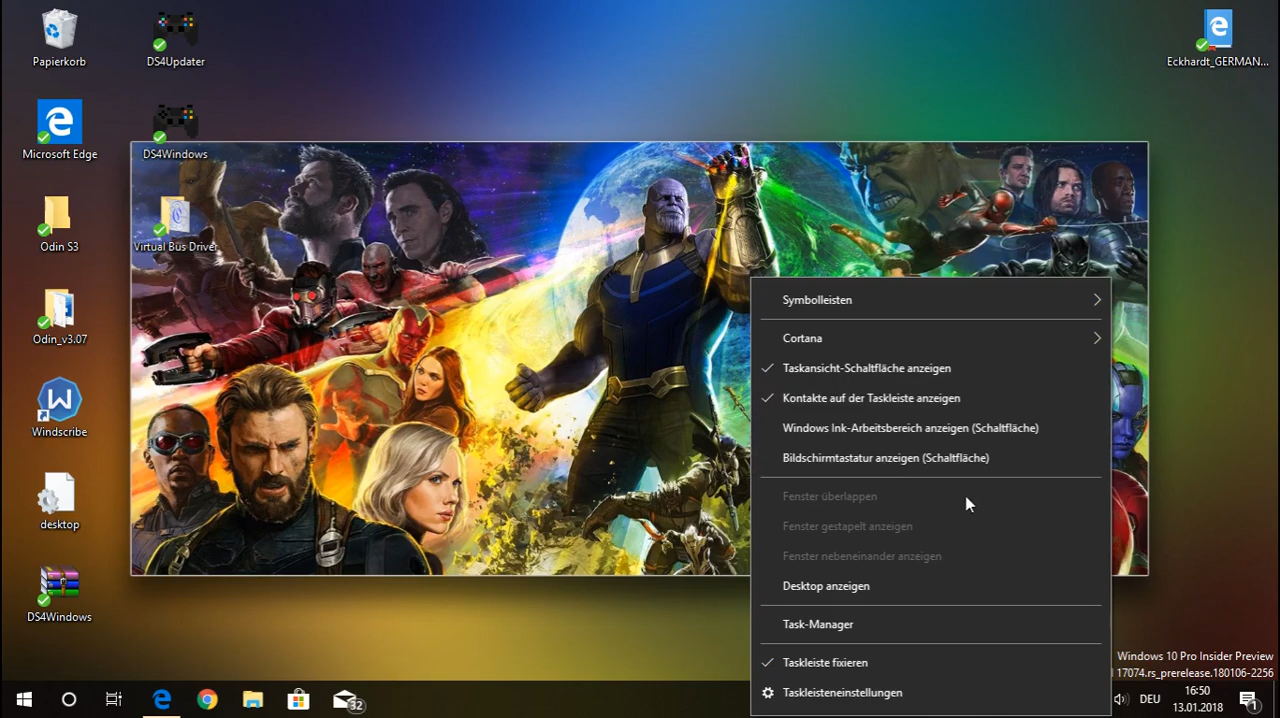 Papierkorb
DS4Updater
Eckhardt_GERMAN...
Microsoft Edge
DS4Windows
Odin S3
Virtual Bus Driver
Odin_v3.07
Windscribe
desktop
DS4Windows
Symbolleisten
Cortana
Taskansicht-Schaltfläche anzeigen
Kontakte auf der Taskleiste anzeigen
Windows Ink-Arbeitsbereich anzeigen (Schaltfläche)
Bildschirmtastatur anzeigen (Schaltfläche)
Fenster überlappen
Fenster gestapelt anzeigen
Fenster nebeneinander anzeigen
Desktop anzeigen
Task-Manager
Taskleiste fixieren
Taskleisteneinstellungen
Windows 10 Pro Insider Preview
17074.rs_prerelease.180106-2256
32
DEU
16:50
13.01.2018
1